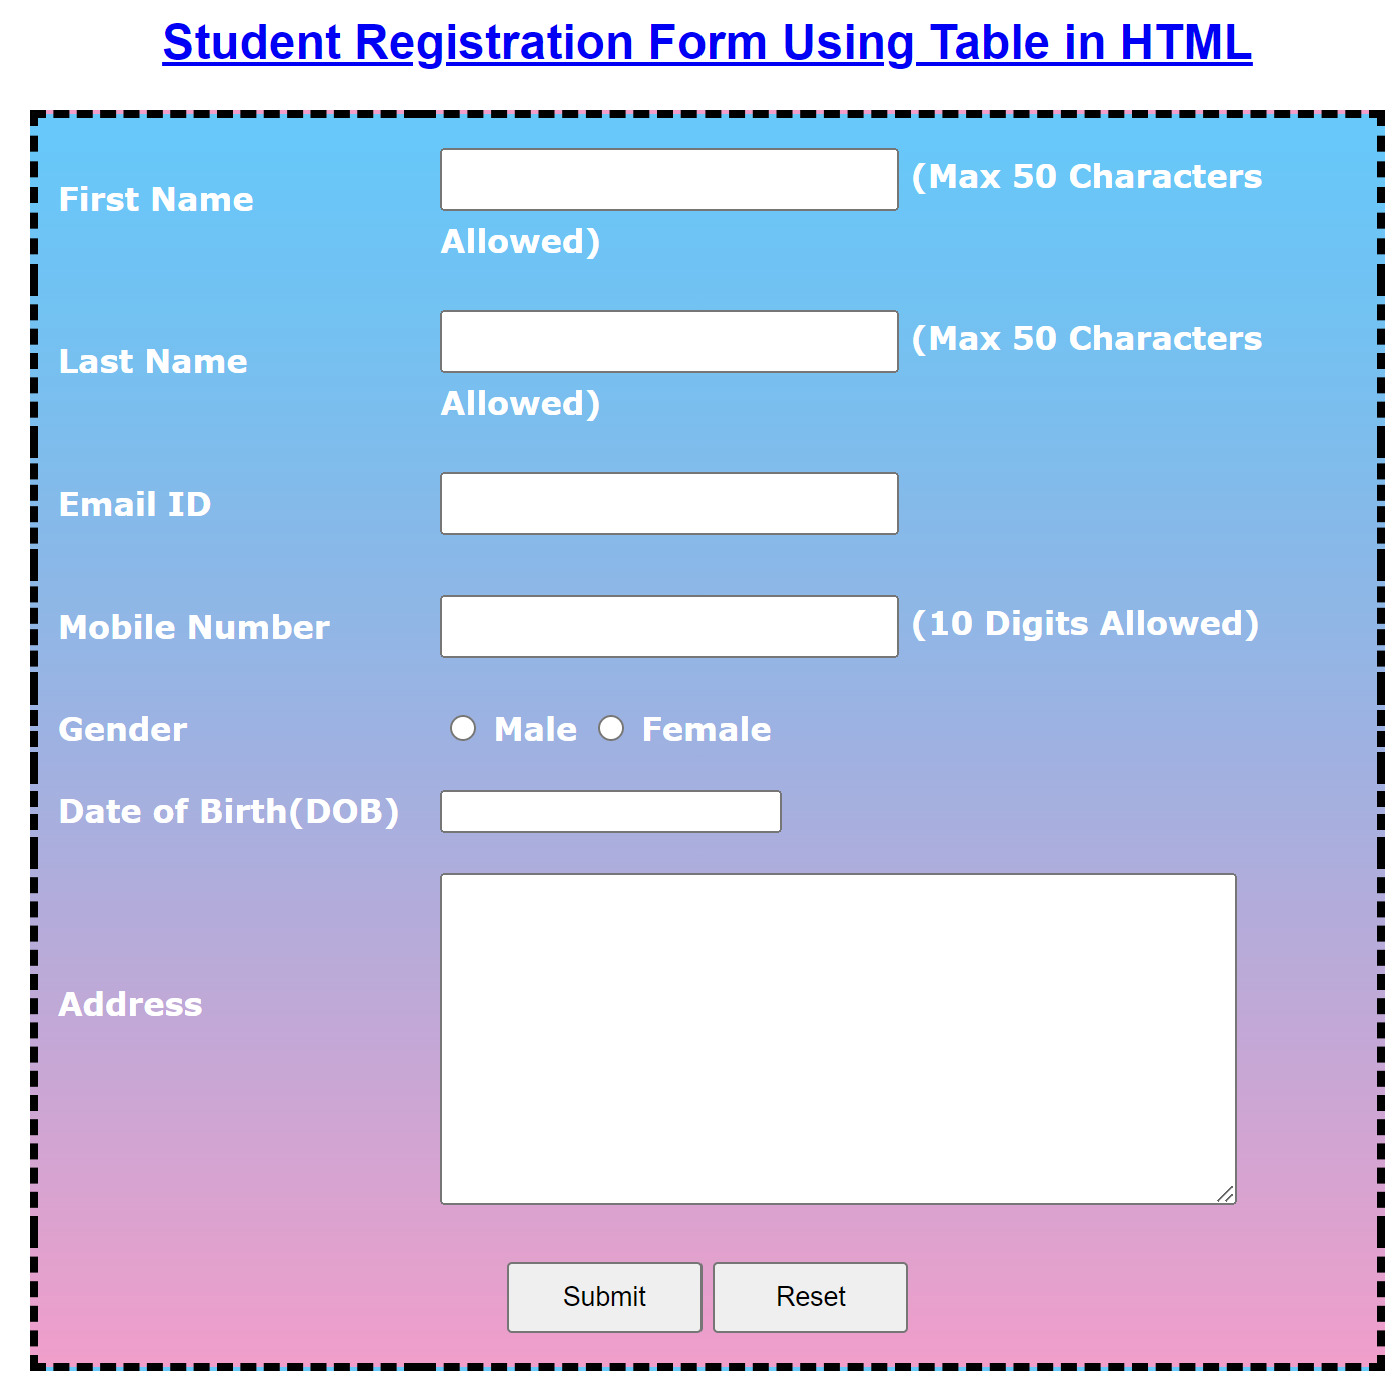 Student Registration Form Using Table in HTML
First Name (Max 50 Characters
Allowed)
Last Name (Max 50 Characters
Allowed)
Email ID
Mobile Number (10 Digits Allowed)
Gender Male Female
Date of Birth(DOB)
Address
Submit Reset